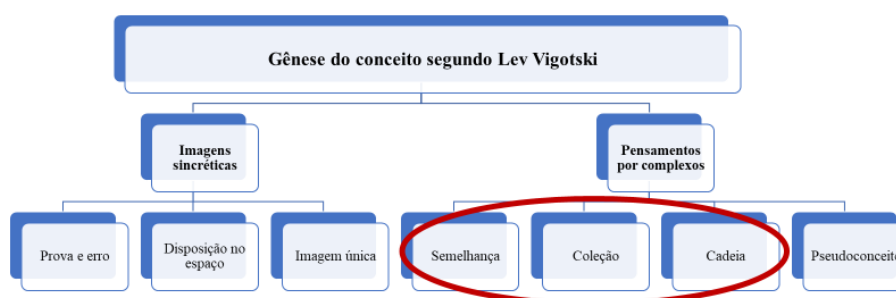 Gênese do conceito segundo Lev Vigotski
Imagens
sincréticas
Pensamentos
por complexos
Prova e erro
Disposição no
espaço
Imagem única
Semelhança
Coleção
Cadeia
Pseudoconceito